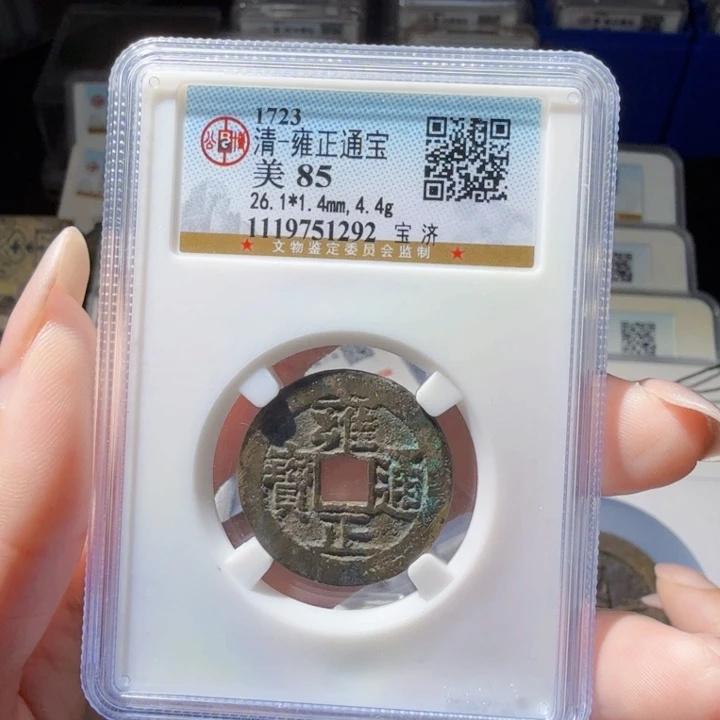 1723
清-雍正通宝
美 85
26.1*1.4mm, 4.4g
1119751292 宝 济
文物鉴定委员会监制
雍
寶 通
正